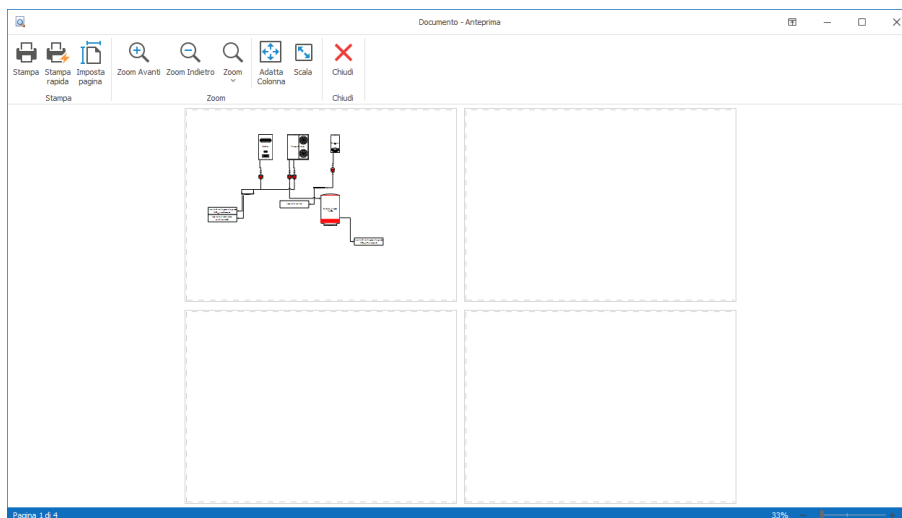 Documento - Anteprima
Stampa
Stampa rapida
Imposta pagina
Zoom Avanti
Zoom Indietro
Zoom
Adatta Colonna
Scala
Chiudi
Stampa
Zoom
Chiudi
Pagina 1 di 4
33%